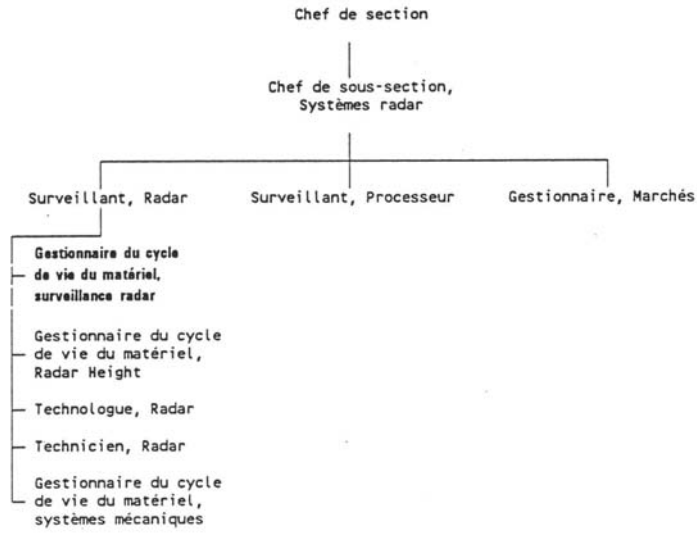 Chef de section
Chef de sous-section,
Systèmes radar
Surveillant, Radar
Surveillant, Processeur
Gestionnaire, Marchés
Gestionnaire du cycle
de vie du matériel,
surveillance radar
Gestionnaire du cycle
de vie du matériel,
Radar Height
Technologue, Radar
Technicien, Radar
Gestionnaire du cycle
de vie du matériel,
systèmes mécaniques